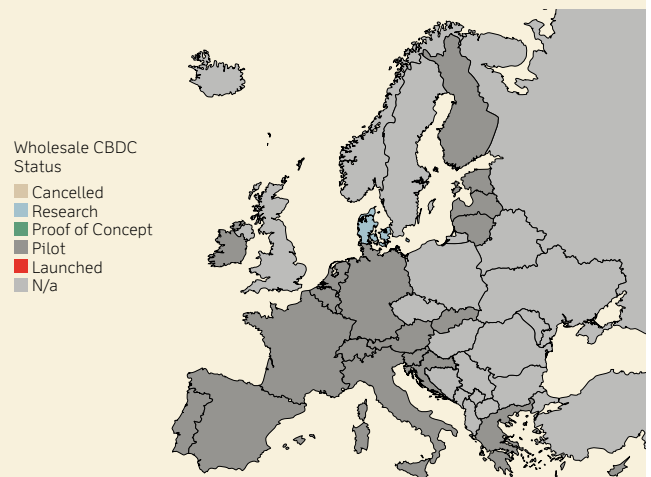 Wholesale CBDC
Status
Cancelled
Research
Proof of Concept
Pilot
Launched
N/a